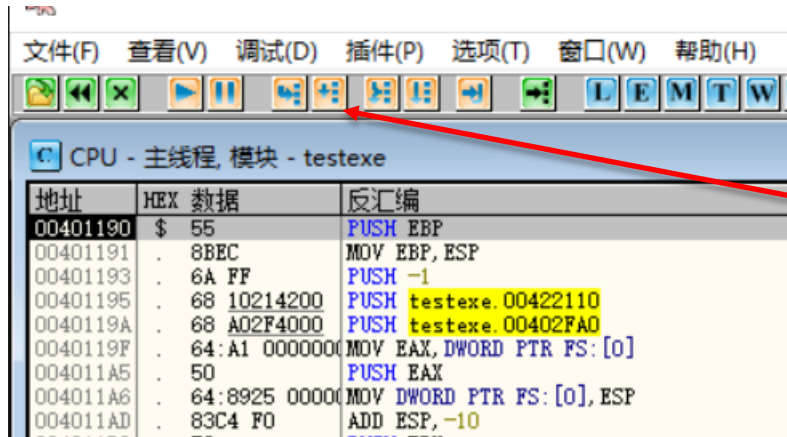 文件(F) 查看(V) 调试(D) 插件(P) 选项(T) 窗口(W) 帮助(H)
L E M T W
C CPU - 主线程, 模块 - testexe
地址 HEX 数据 反汇编
00401190 $ 55 PUSH EBP
00401191 . 8BEC MOV EBP,ESP
00401193 . 6A FF PUSH -1
00401195 . 68 10214200 PUSH testexe.00422110
0040119A . 68 A02F4000 PUSH testexe.00402FA0
0040119F . 64:A1 0000000 MOV EAX,DWORD PTR FS:[0]
004011A5 . 50 PUSH EAX
004011A6 . 64:8925 00000 MOV DWORD PTR FS:[0],ESP
004011AD . 83C4 F0 ADD ESP,-10